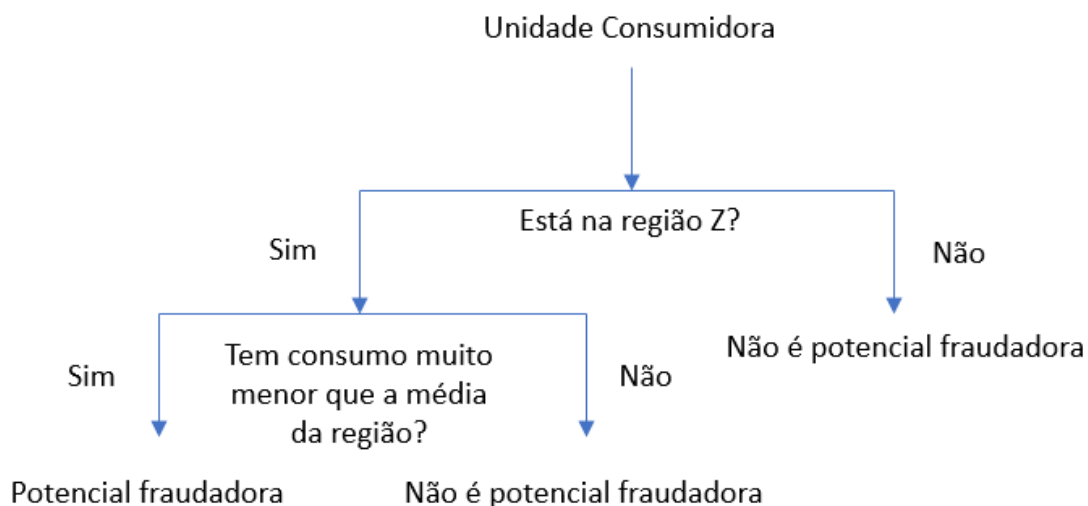 Unidade Consumidora
Está na região Z?
Sim
Não
Não é potencial fraudadora
Tem consumo muito
menor que a média
da região?
Sim
Não
Potencial fraudadora
Não é potencial fraudadora